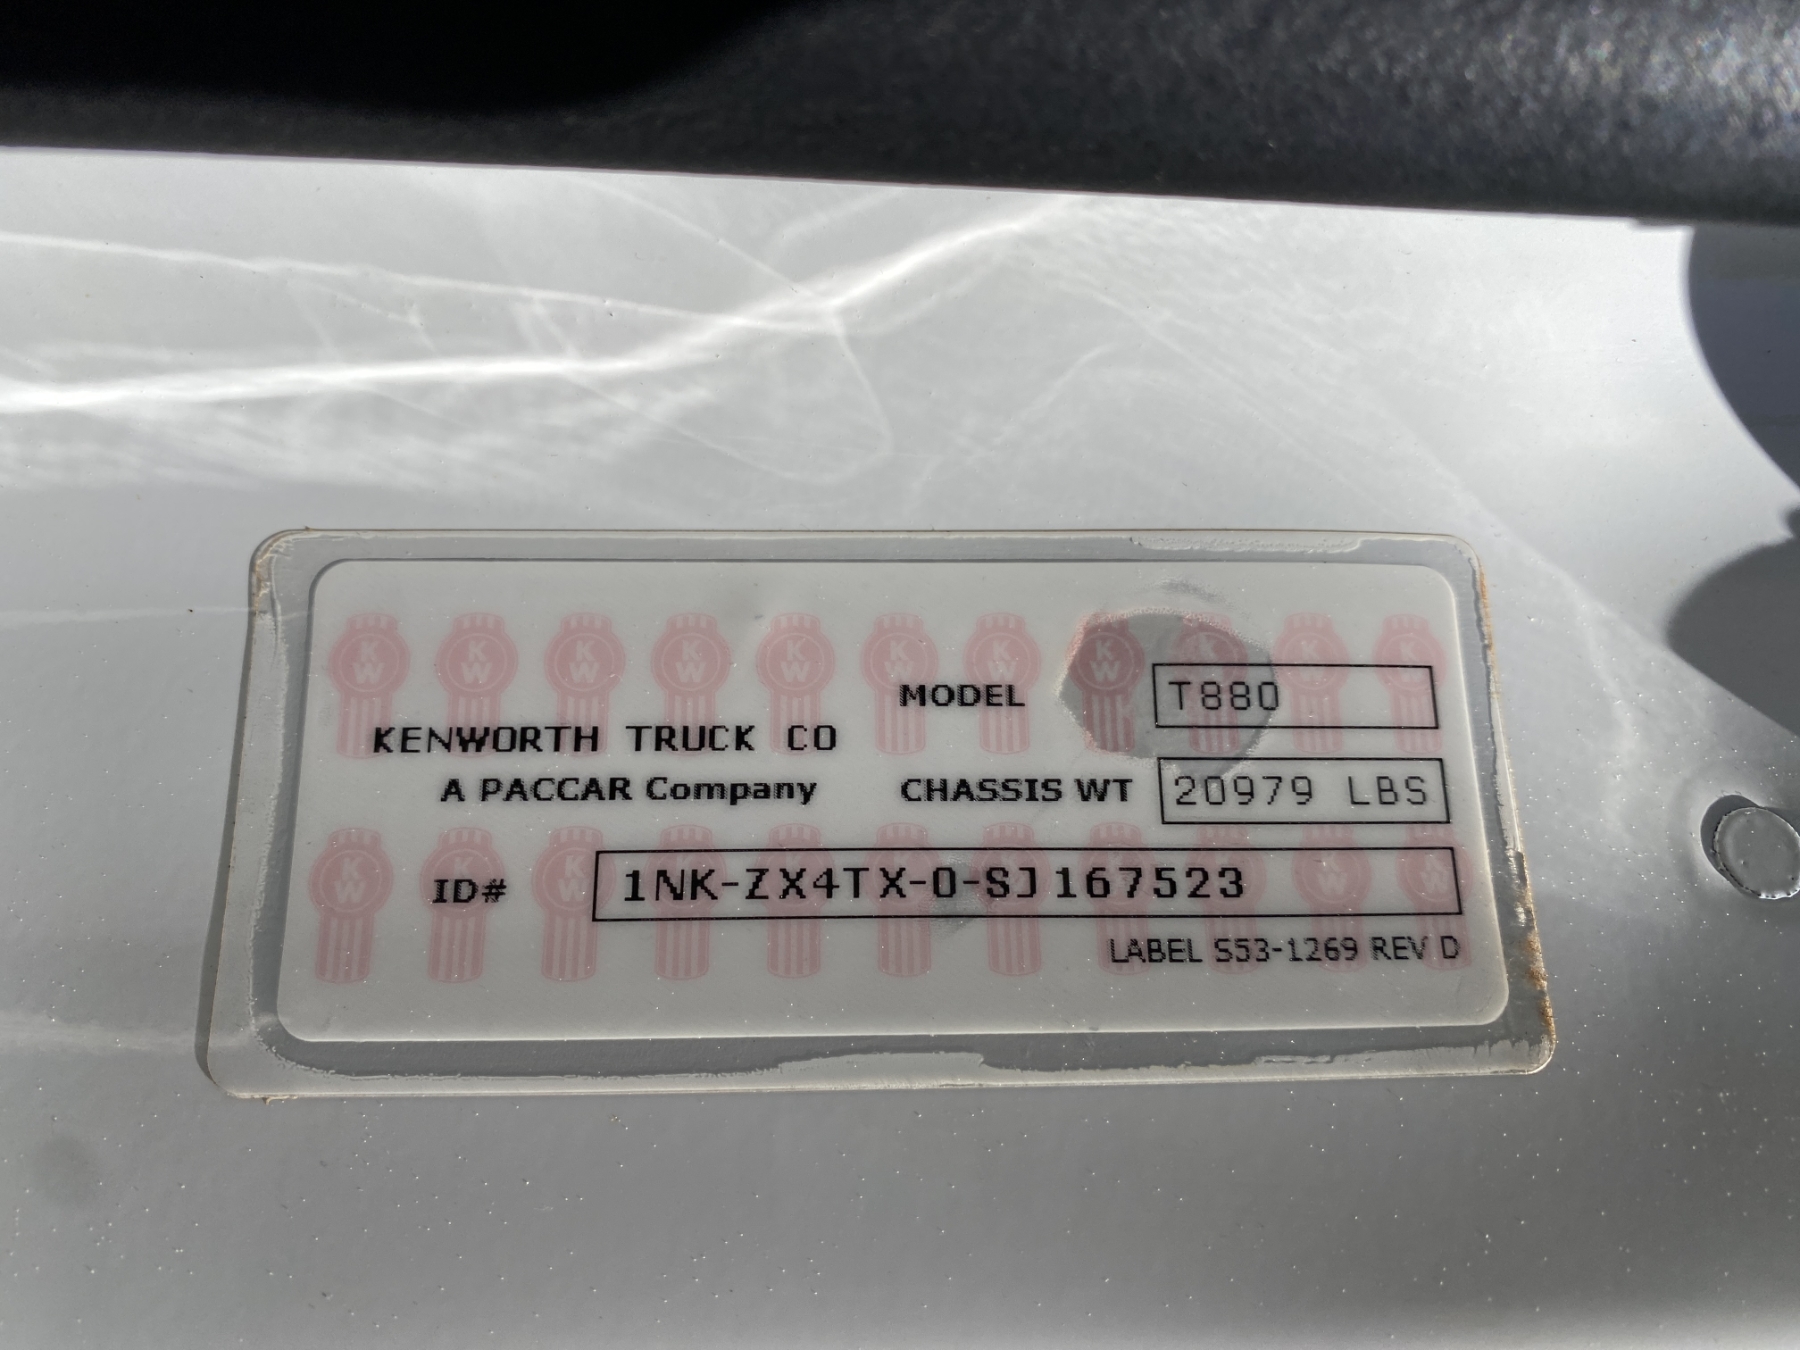 MODEL T880
KENWORTH TRUCK CO
A PACCAR Company
CHASSIS WT 20979 LBS
ID# 1NK-ZX4TX-0-SJ167523
LABEL S53-1269 REV D